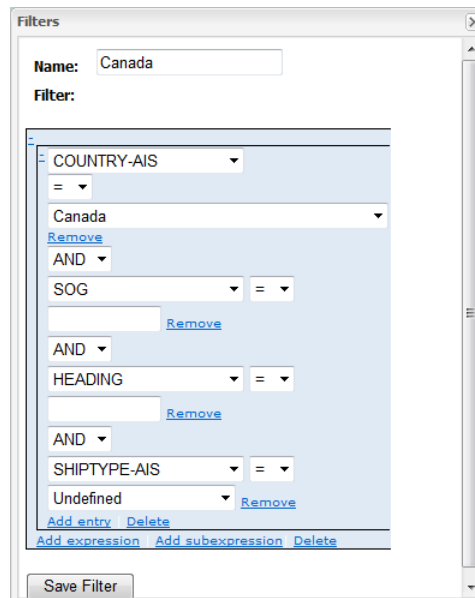 Filters
Name: Canada
Filter:
-
- COUNTRY-AIS
=
Canada
Remove
AND
SOG =
Remove
AND
HEADING =
Remove
AND
SHIPTYPE-AIS =
Undefined Remove
Add entry Delete
Add expression Add subexpression Delete
Save Filter